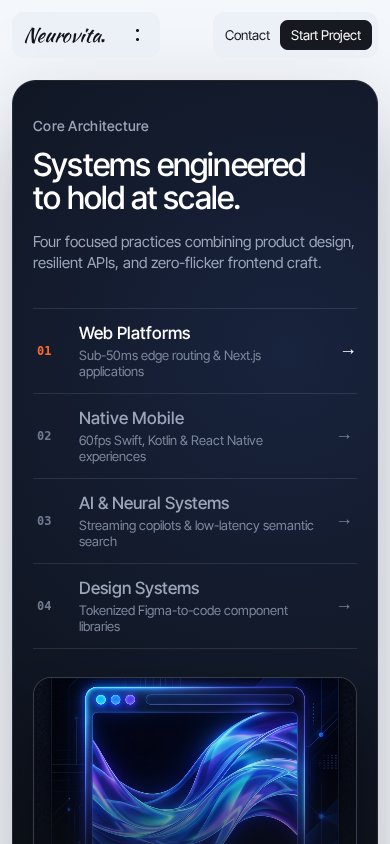 Neurovita.
Contact
Start Project
Core Architecture
Systems engineered
to hold at scale.
Four focused practices combining product design,
resilient APIs, and zero-flicker frontend craft.
01
Web Platforms
→
Sub-50ms edge routing & Next.js
applications
02
Native Mobile
→
60fps Swift, Kotlin & React Native
experiences
03
AI & Neural Systems
→
Streaming copilots & low-latency semantic
search
04
Design Systems
→
Tokenized Figma-to-code component
libraries